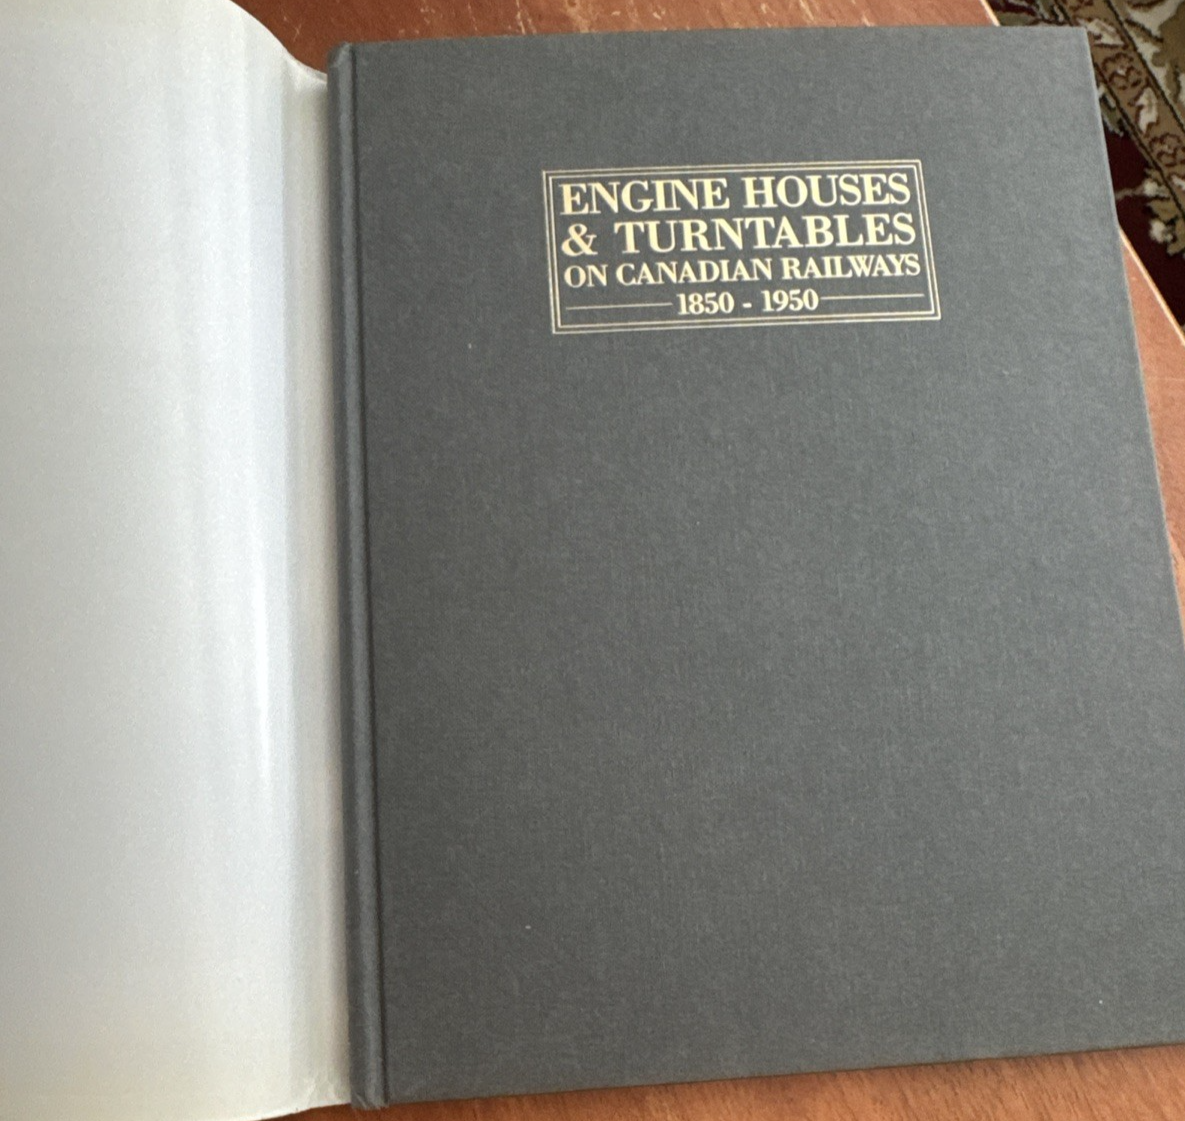 ENGINE HOUSES
& TURNTABLES
ON CANADIAN RAILWAYS
1850 - 1950